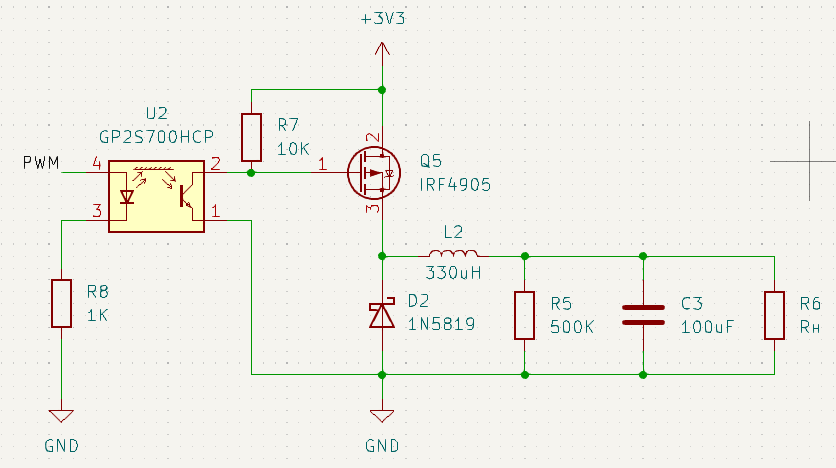 +3V3
U2
GP2S700HCP
PWM
4
3
2
1
R7
10K
1
2
3
Q5
IRF4905
L2
330uH
D2
1N5819
R5
500K
C3
100uF
R6
Rн
R8
1K
GND
GND